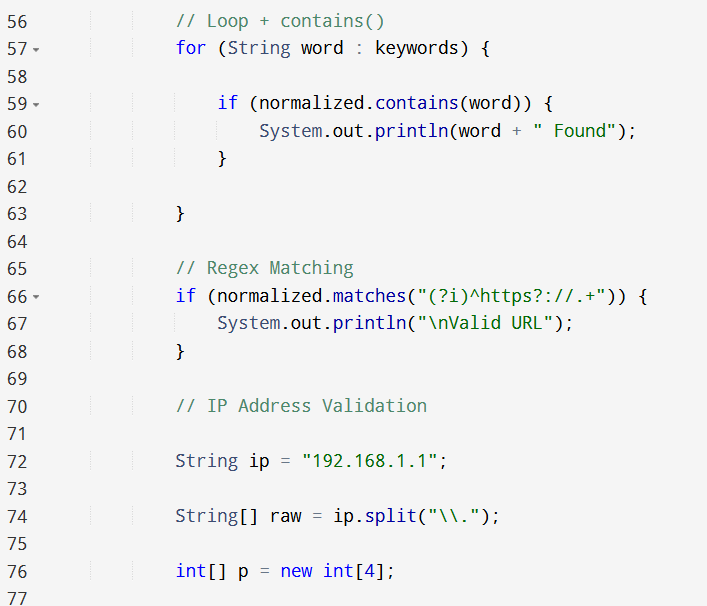 56 // Loop + contains()
57 for (String word : keywords) {
58
59 if (normalized.contains(word)) {
60 System.out.println(word + " Found");
61 }
62
63 }
64
65 // Regex Matching
66 if (normalized.matches("(?i)^https?://.+")) {
67 System.out.println("\nValid URL");
68 }
69
70 // IP Address Validation
71
72 String ip = "192.168.1.1";
73
74 String[] raw = ip.split("\\.");
75
76 int[] p = new int[4];
77